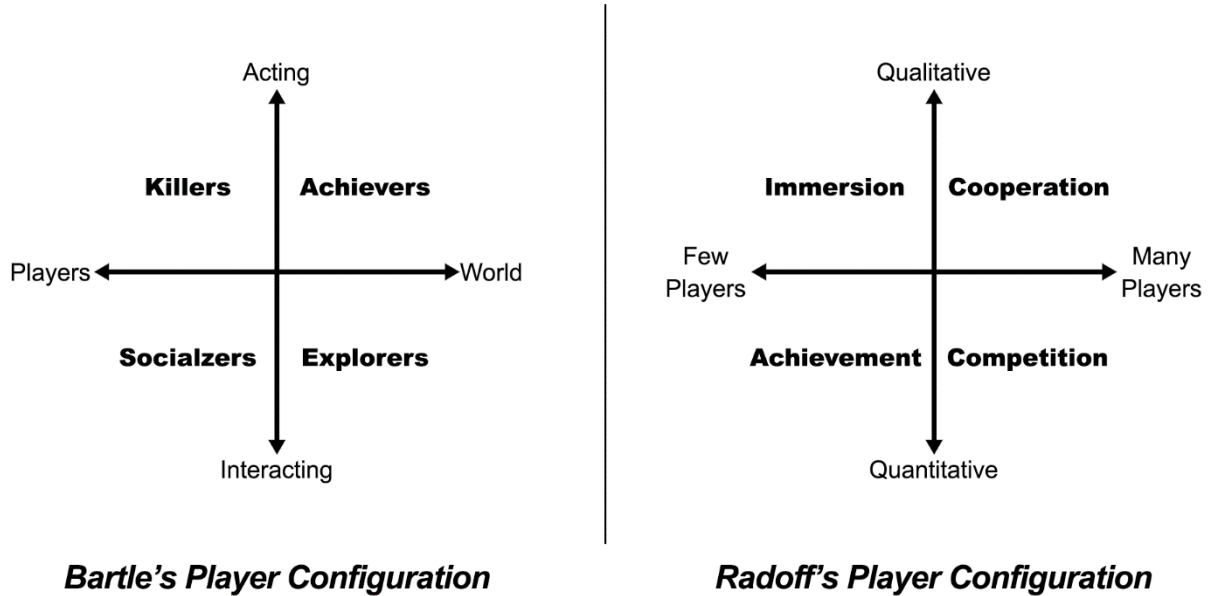 Acting
Killers
Achievers
Players
World
Socialzers
Explorers
Interacting
Bartle's Player Configuration
Qualitative
Immersion
Cooperation
Few
Players
Many
Players
Achievement
Competition
Quantitative
Radoff's Player Configuration